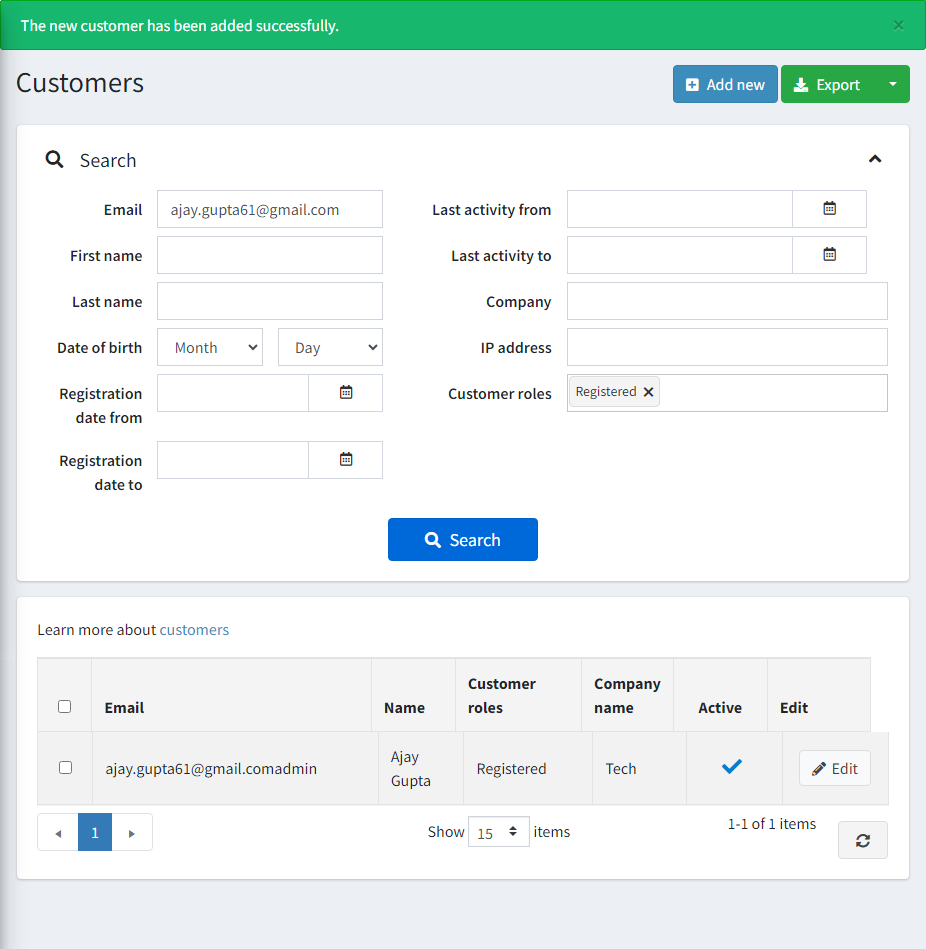 The new customer has been added successfully.
×
Customers
Add new
Export
Search
Email
ajay.gupta61@gmail.com
Last activity from
First name
Last activity to
Last name
Company
Date of birth
Month
Day
IP address
Registration
date from
Customer roles
Registered ×
Registration
date to
Search
Learn more about customers
Email
Name
Customer
roles
Company
name
Active
Edit
ajay.gupta61@gmail.comadmin
Ajay
Gupta
Registered
Tech
Edit
1
Show 15 items
1-1 of 1 items